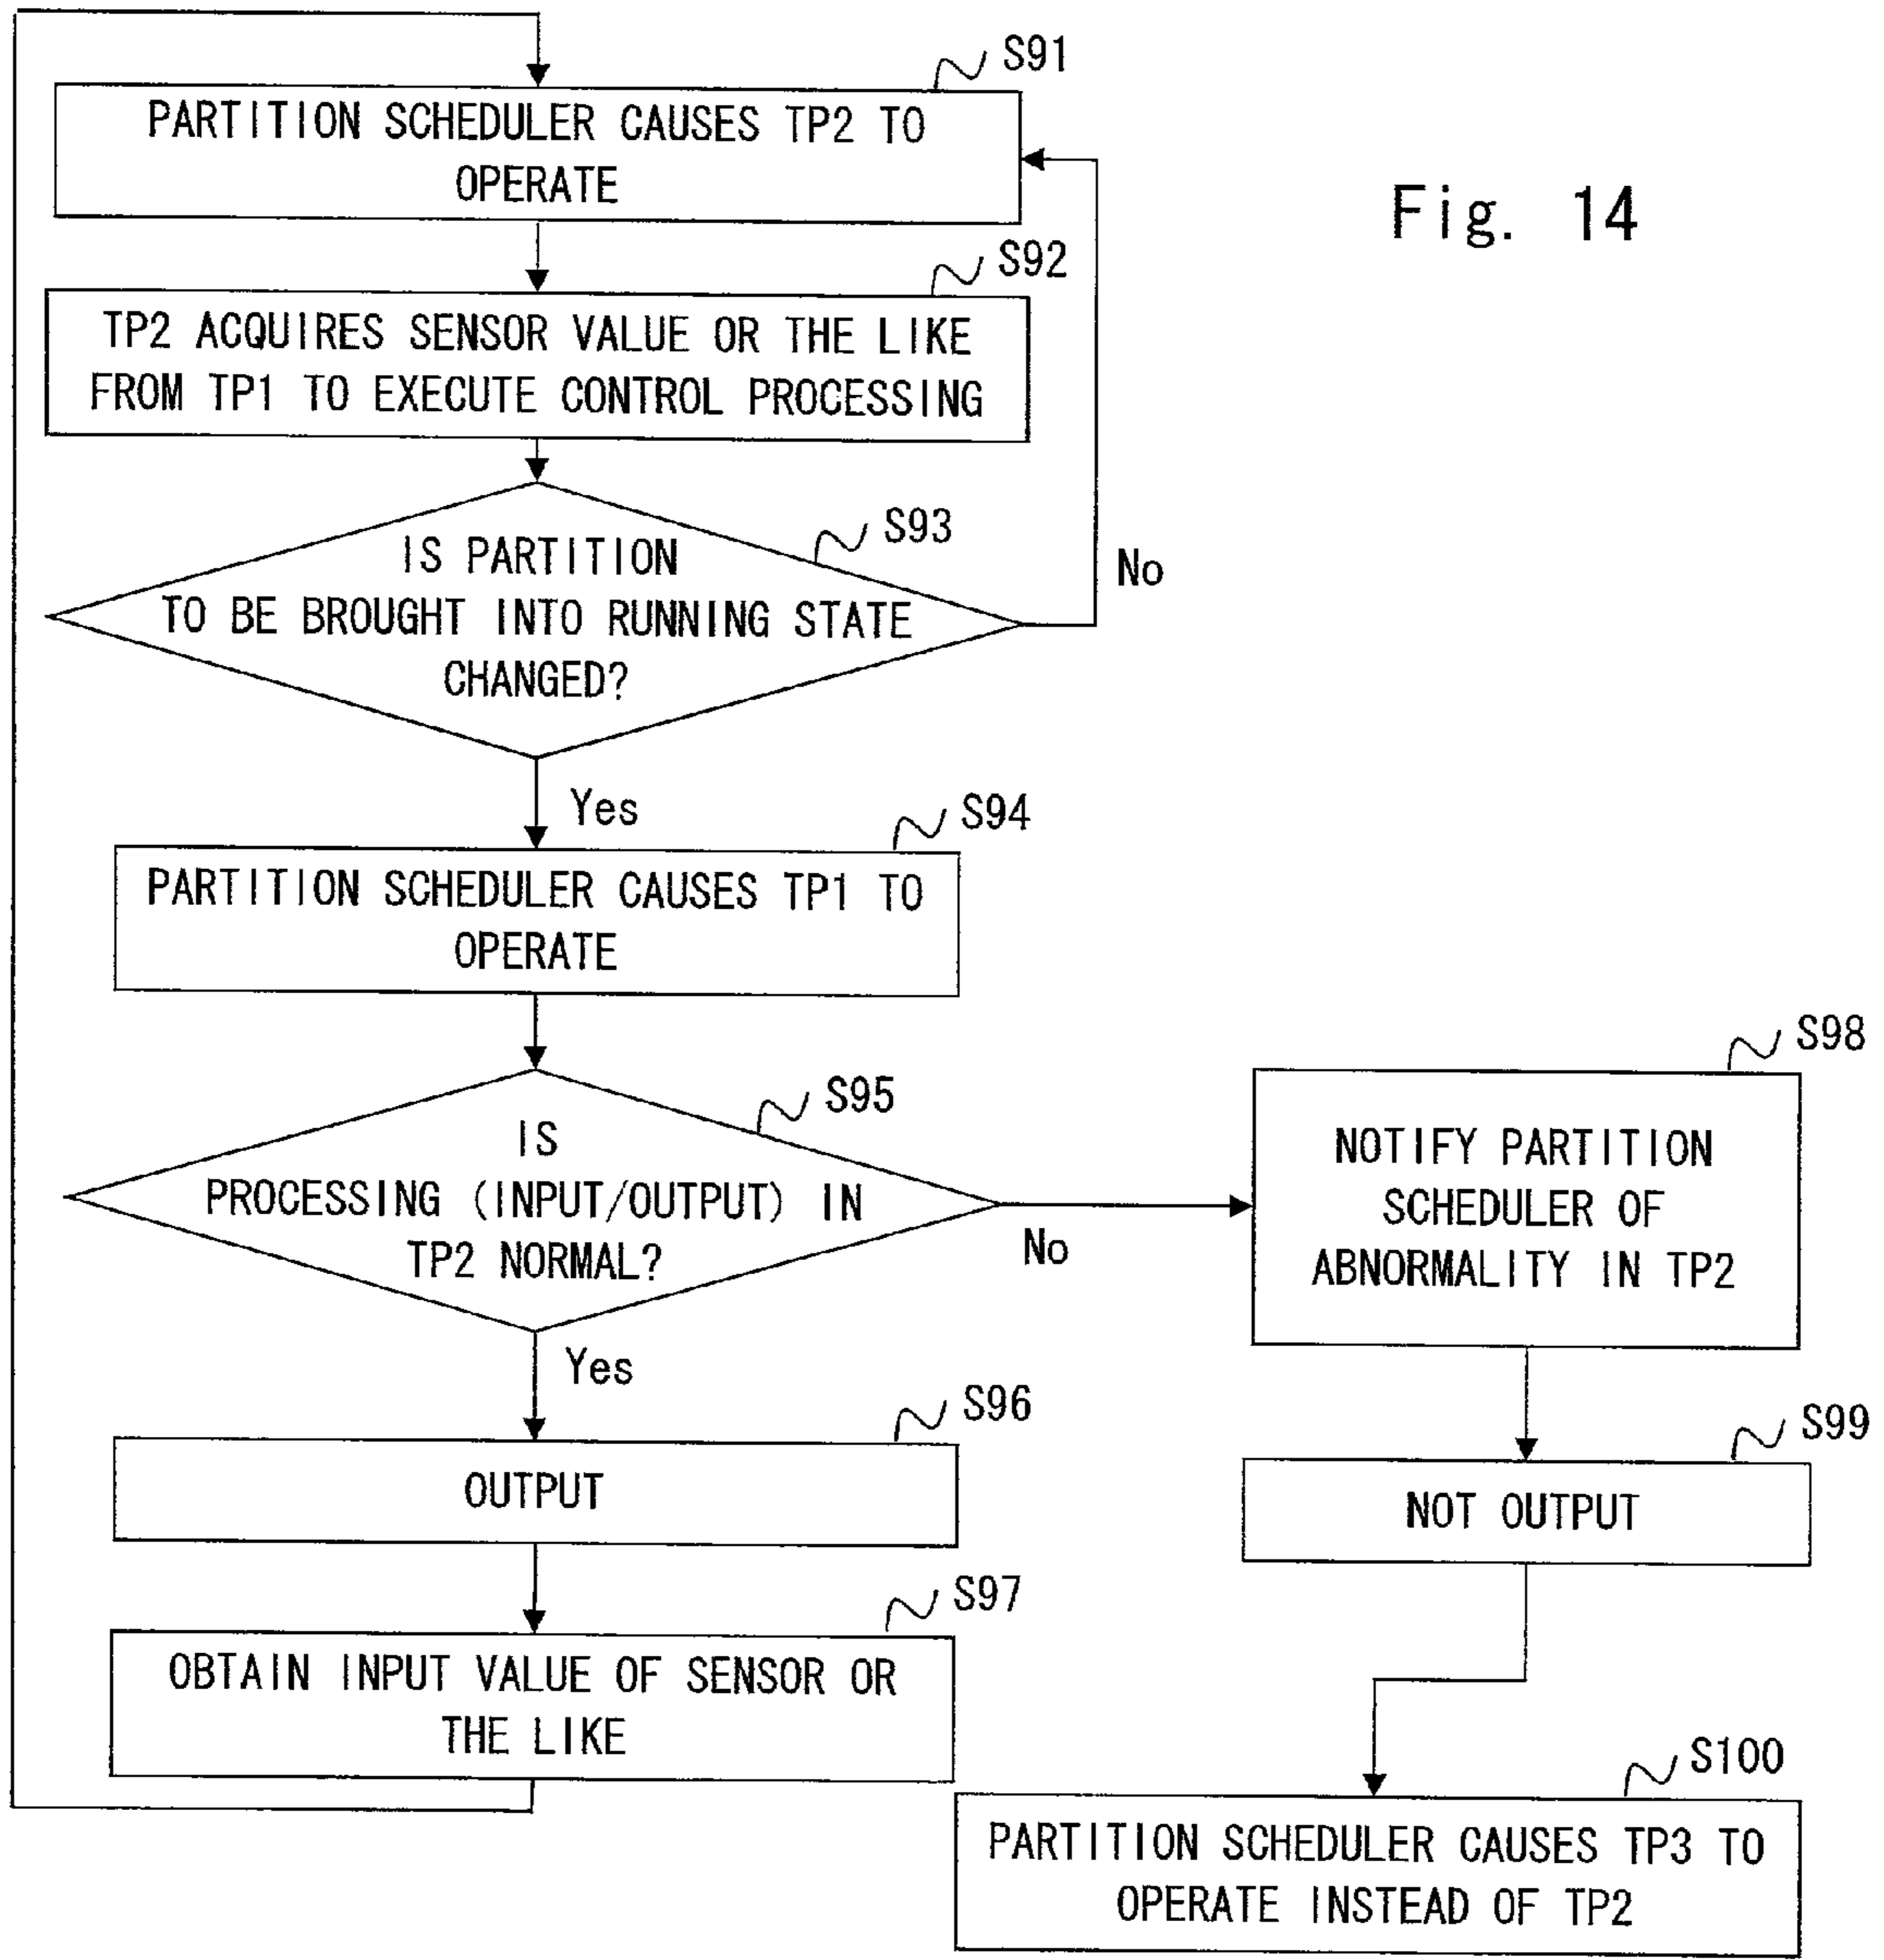 S91
PARTITION SCHEDULER CAUSES TP2 TO
OPERATE
Fig. 14
S92
TP2 ACQUIRES SENSOR VALUE OR THE LIKE
FROM TP1 TO EXECUTE CONTROL PROCESSING
S93
IS PARTITION
TO BE BROUGHT INTO RUNNING STATE
CHANGED?
No
Yes
S94
PARTITION SCHEDULER CAUSES TP1 TO
OPERATE
S95
IS
PROCESSING (INPUT/OUTPUT) IN
TP2 NORMAL?
No
Yes
S98
NOTIFY PARTITION
SCHEDULER OF
ABNORMALITY IN TP2
S96
OUTPUT
S99
NOT OUTPUT
S97
OBTAIN INPUT VALUE OF SENSOR OR
THE LIKE
S100
PARTITION SCHEDULER CAUSES TP3 TO
OPERATE INSTEAD OF TP2